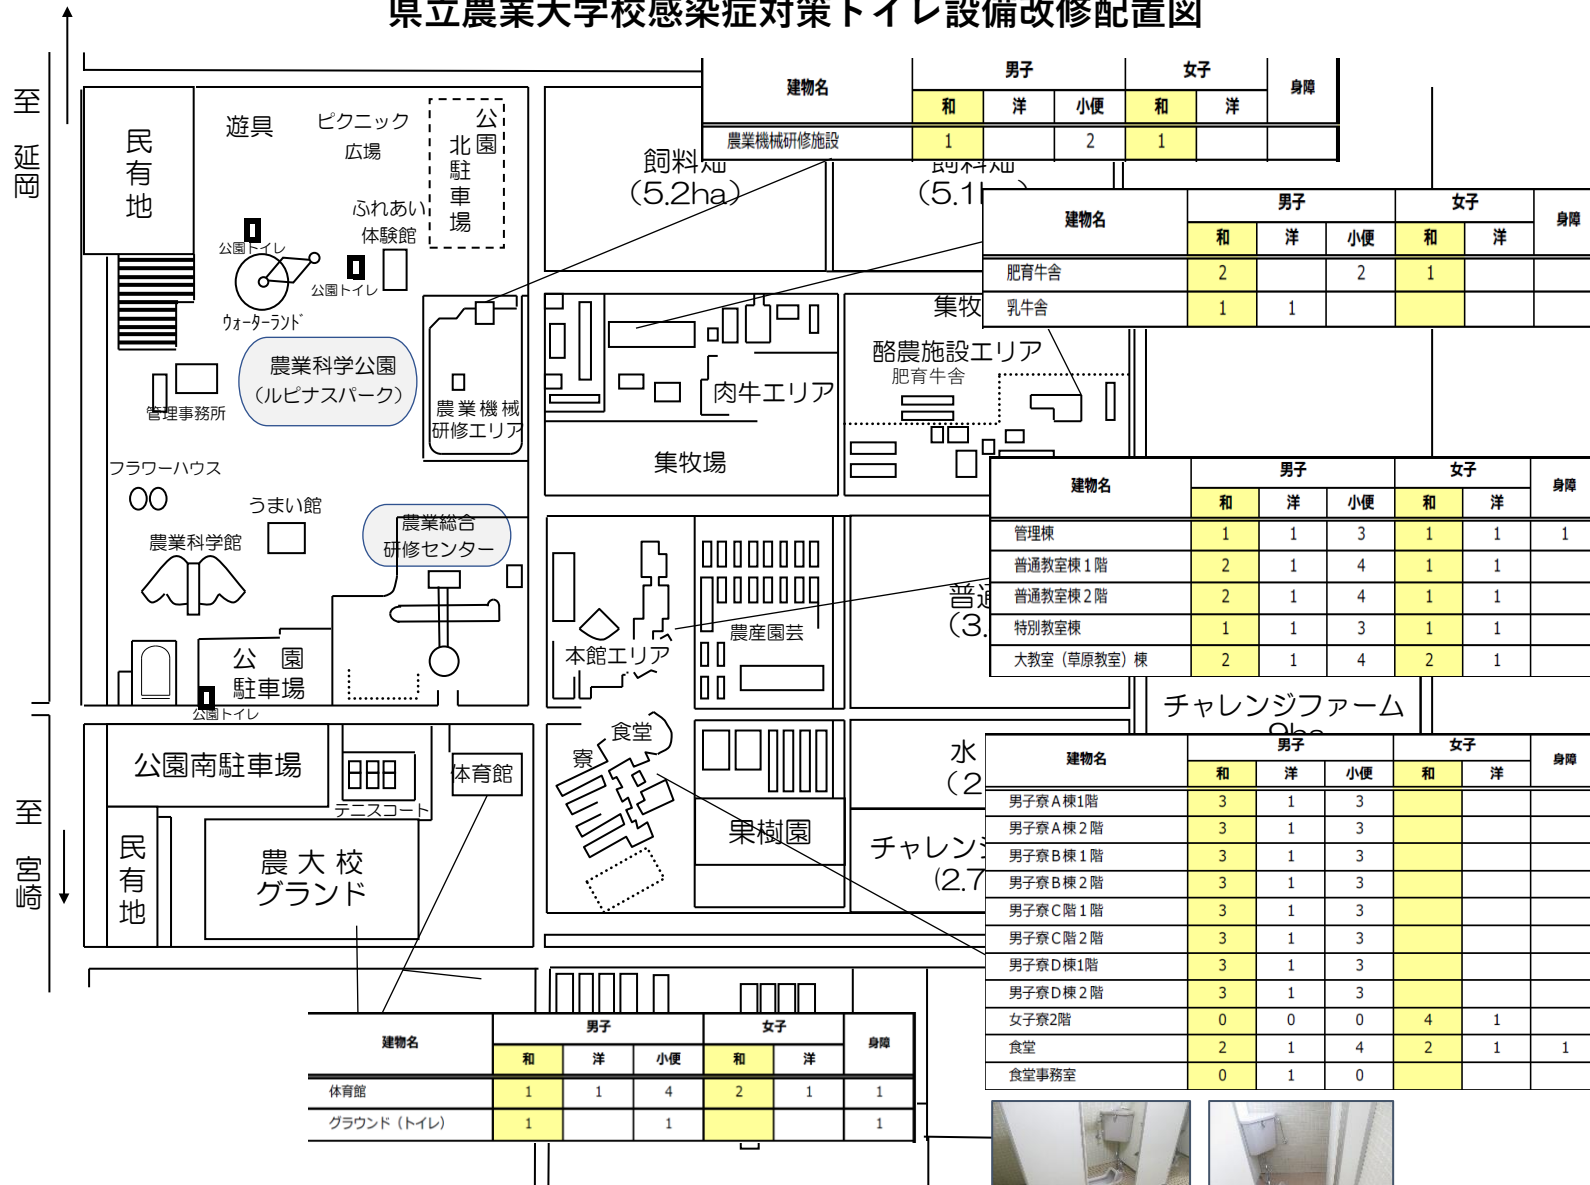 県立農業大学校感染症対策トイレ設備改修配置図
至 延岡
民有地
遊具
ピクニック
広場
公園
北駐車場
ふれあい
体験館
公園トイレ
公園トイレ
ウォーターランド
農業科学公園
(ルピナスパーク)
管理事務所
農業機械
研修エリア
フラワーハウス
うまい館
農業科学館
農業総合
研修センター
公 園
駐車場
公園トイレ
飼料畑
(5.2ha)
飼料畑
(5.1h
建物名 男子 女子 身障
和 洋 小便 和 洋
農業機械研修施設 1 2 1
建物名 男子 女子 身障
和 洋 小便 和 洋
肥育牛舎 2 2 1
乳牛舎 1 1
集牧
酪農施設エリア
肥育牛舎
肉牛エリア
集牧場
建物名 男子 女子 身障
和 洋 小便 和 洋
管理棟 1 1 3 1 1 1
普通教室棟1階 2 1 4 1 1
普通教室棟2階 2 1 4 1 1
特別教室棟 1 1 3 1 1
大教室(草原教室)棟 2 1 4 2 1
普通
(3.
農産園芸
本館エリア
チャレンジファーム
至 宮崎
公園南駐車場
テニスコート
体育館
民有地
農大校
グランド
食堂
寮
果樹園
水
(2
チャレンジ
(2.7
建物名 男子 女子 身障
和 洋 小便 和 洋
男子寮A棟1階 3 1 3
男子寮A棟2階 3 1 3
男子寮B棟1階 3 1 3
男子寮B棟2階 3 1 3
男子寮C階1階 3 1 3
男子寮C階2階 3 1 3
男子寮D棟1階 3 1 3
男子寮D棟2階 3 1 3
女子寮2階 0 0 0 4 1
食堂 2 1 4 2 1 1
食堂事務室 0 1 0
建物名 男子 女子 身障
和 洋 小便 和 洋
体育館 1 1 4 2 1 1
グラウンド(トイレ) 1 1 1